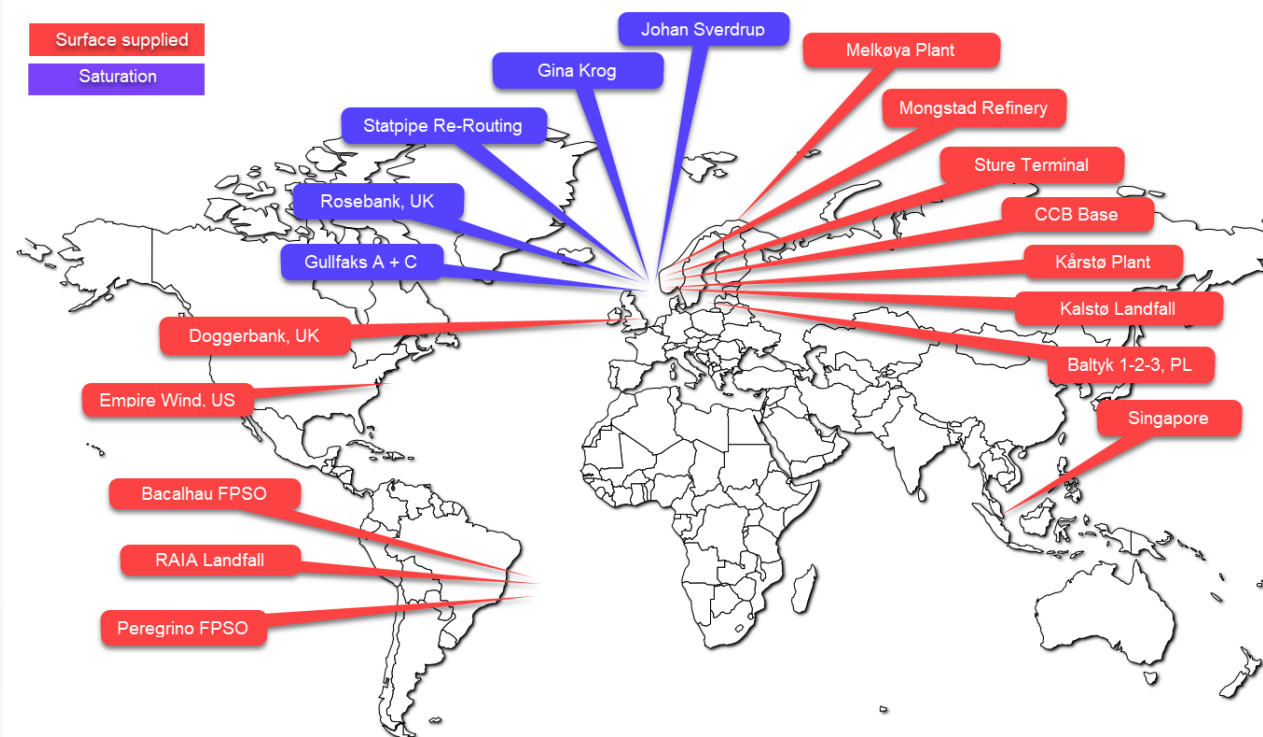 Surface supplied
Saturation
Johan Sverdrup
Gina Krog
Statpipe Re-Routing
Rosebank, UK
Gullfaks A + C
Doggerbank, UK
Empire Wind, US
Bacalhau FPSO
RAIA Landfall
Peregrino FPSO
Melkøya Plant
Mongstad Refinery
Sture Terminal
CCB Base
Kårstø Plant
Kalstø Landfall
Baltyk 1-2-3, PL
Singapore